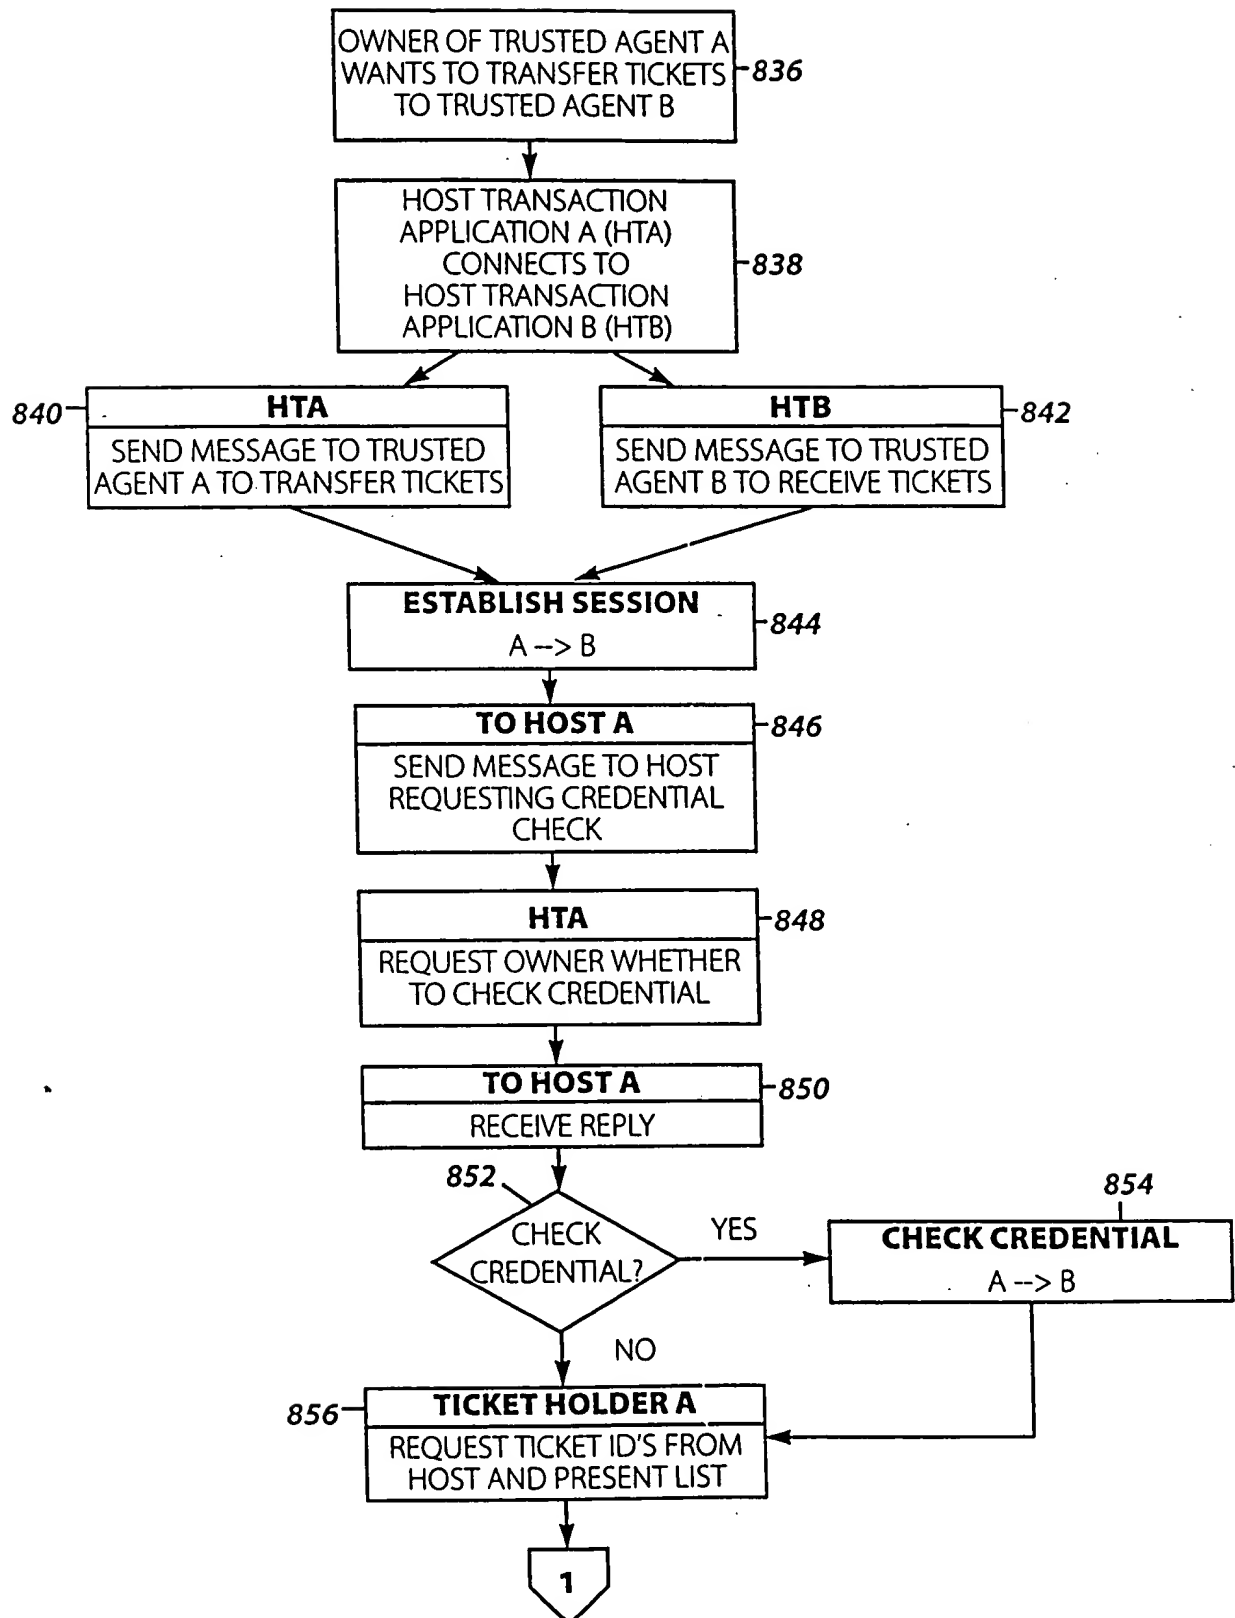 OWNER OF TRUSTED AGENT A
WANTS TO TRANSFER TICKETS
TO TRUSTED AGENT B
836
HOST TRANSACTION
APPLICATION A (HTA)
CONNECTS TO
HOST TRANSACTION
APPLICATION B (HTB)
838
840
HTA
SEND MESSAGE TO TRUSTED
AGENT A TO TRANSFER TICKETS
HTB
SEND MESSAGE TO TRUSTED
AGENT B TO RECEIVE TICKETS
842
ESTABLISH SESSION
A --> B
844
TO HOST A
SEND MESSAGE TO HOST
REQUESTING CREDENTIAL
CHECK
846
HTA
REQUEST OWNER WHETHER
TO CHECK CREDENTIAL
848
TO HOST A
RECEIVE REPLY
850
852
CHECK
CREDENTIAL?
YES
854
CHECK CREDENTIAL
A --> B
NO
856
TICKET HOLDER A
REQUEST TICKET ID'S FROM
HOST AND PRESENT LIST
1